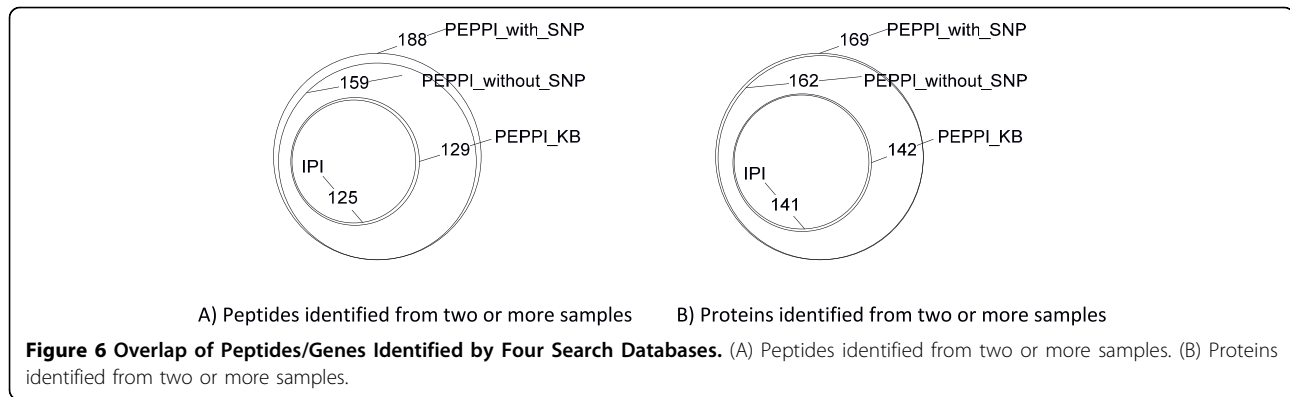 188 PEPPI_with_SNP
159 PEPPI_without_SNP
129 PEPPI_KB
IPI
125
169 PEPPI_with_SNP
162 PEPPI_without_SNP
142 PEPPI_KB
IPI
141
A) Peptides identified from two or more samples
B) Proteins identified from two or more samples
Figure 6 Overlap of Peptides/Genes Identified by Four Search Databases. (A) Peptides identified from two or more samples. (B) Proteins
identified from two or more samples.